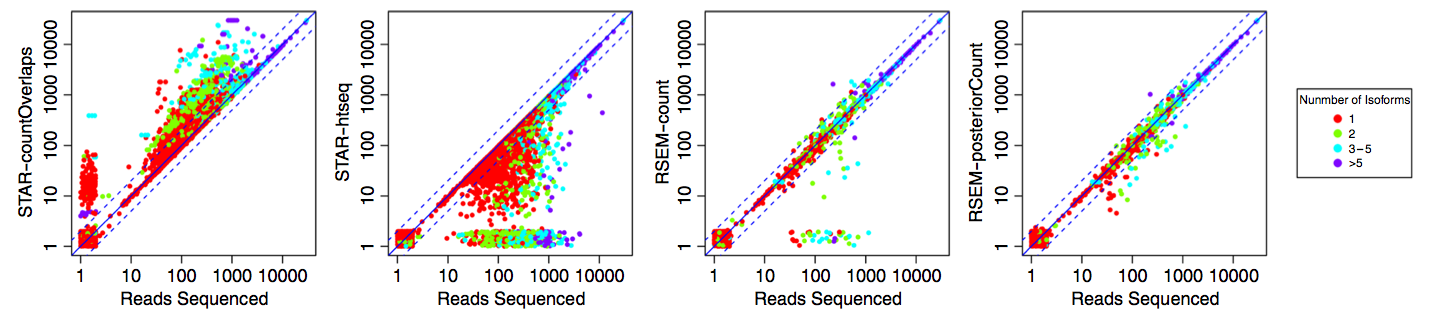 STAR-countOverlaps
1 10 100 1000 10000
1 10 100 1000 10000
Reads Sequenced
STAR-htseq
1 10 100 1000 10000
1 10 100 1000 10000
Reads Sequenced
RSEM-count
1 10 100 1000 10000
1 10 100 1000 10000
Reads Sequenced
RSEM-posteriorCount
1 10 100 1000 10000
1 10 100 1000 10000
Reads Sequenced
Nunmber of Isoforms
1
2
3-5
>5